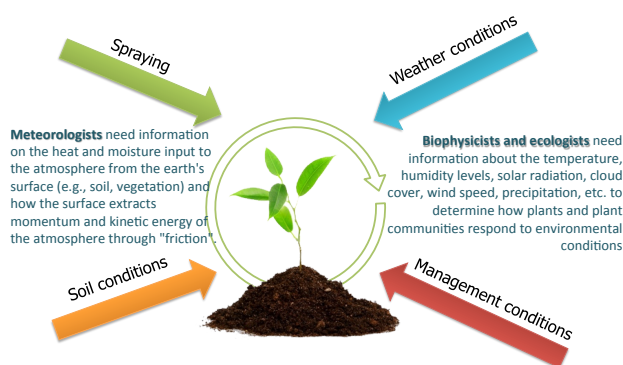 Spraying
Weather conditions
Meteorologists need information
on the heat and moisture input to
the atmosphere from the earth's
surface (e.g., soil, vegetation) and
how the surface extracts
momentum and kinetic energy of
the atmosphere through "friction".
Biophysicists and ecologists need
information about the temperature,
humidity levels, solar radiation, cloud
cover, wind speed, precipitation, etc. to
determine how plants and plant
communities respond to environmental
conditions
Soil conditions
Management conditions